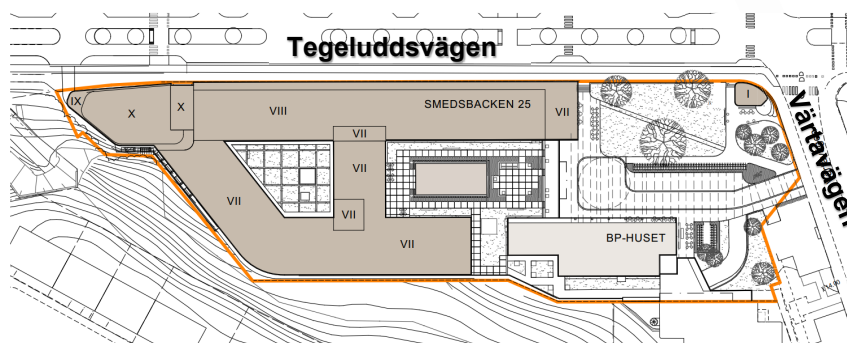 Tegeluddsvägen
Värtavägen
IX
X
X
VIII
SMEDSBACKEN 25
VII
I
VII
VII
VII
VII
VII
BP-HUSET